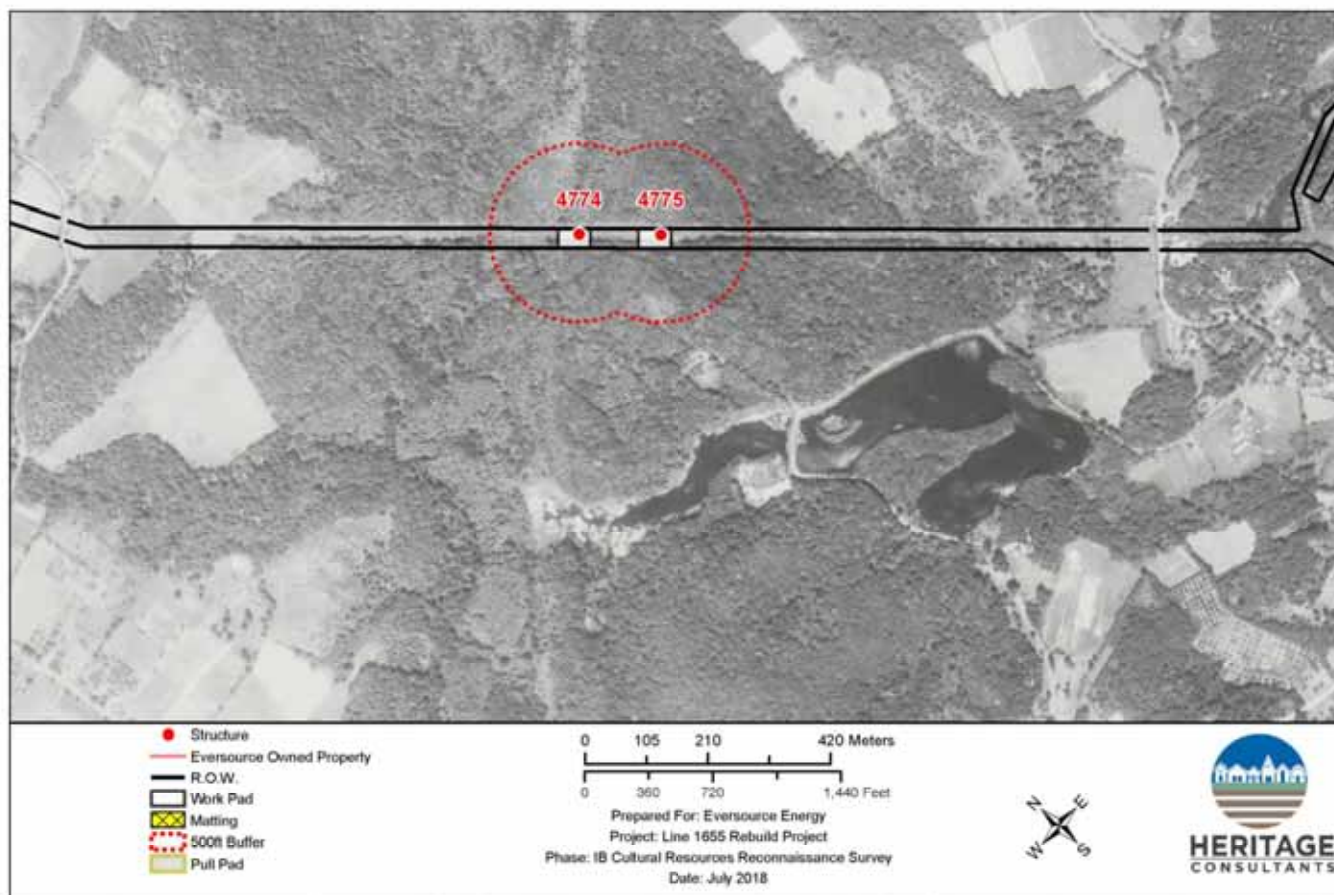 4774 4775
Structure
Eversource Owned Property
R.O.W.
Work Pad
Matting
500ft Buffer
Pull Pad
0 105 210 420 Meters
0 360 720 1,440 Feet
Prepared For: Eversource Energy
Project: Line 1655 Rebuild Project
Phase: IB Cultural Resources Reconnaissance Survey
Date: July 2018
N E
W S
HERITAGE
CONSULTANTS